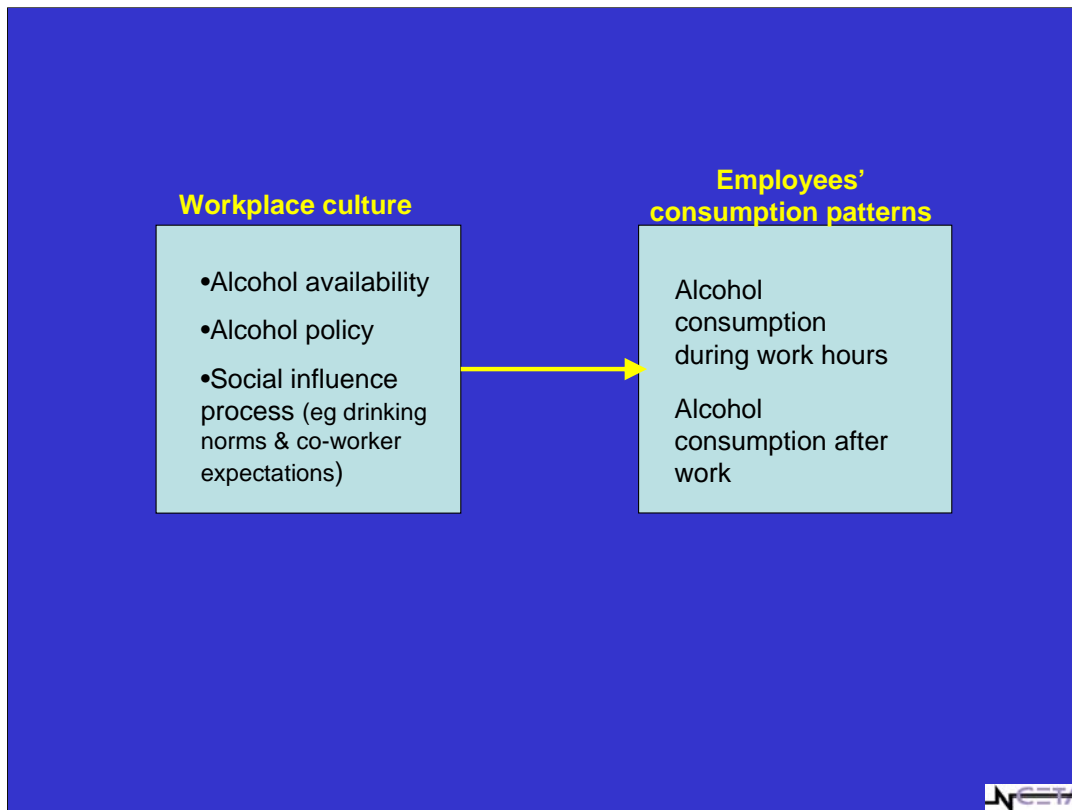 Workplace culture
•Alcohol availability
•Alcohol policy
•Social influence
process (eg drinking
norms & co-worker
expectations)
Employees’
consumption patterns
Alcohol
consumption
during work hours
Alcohol
consumption after
work
NCETA